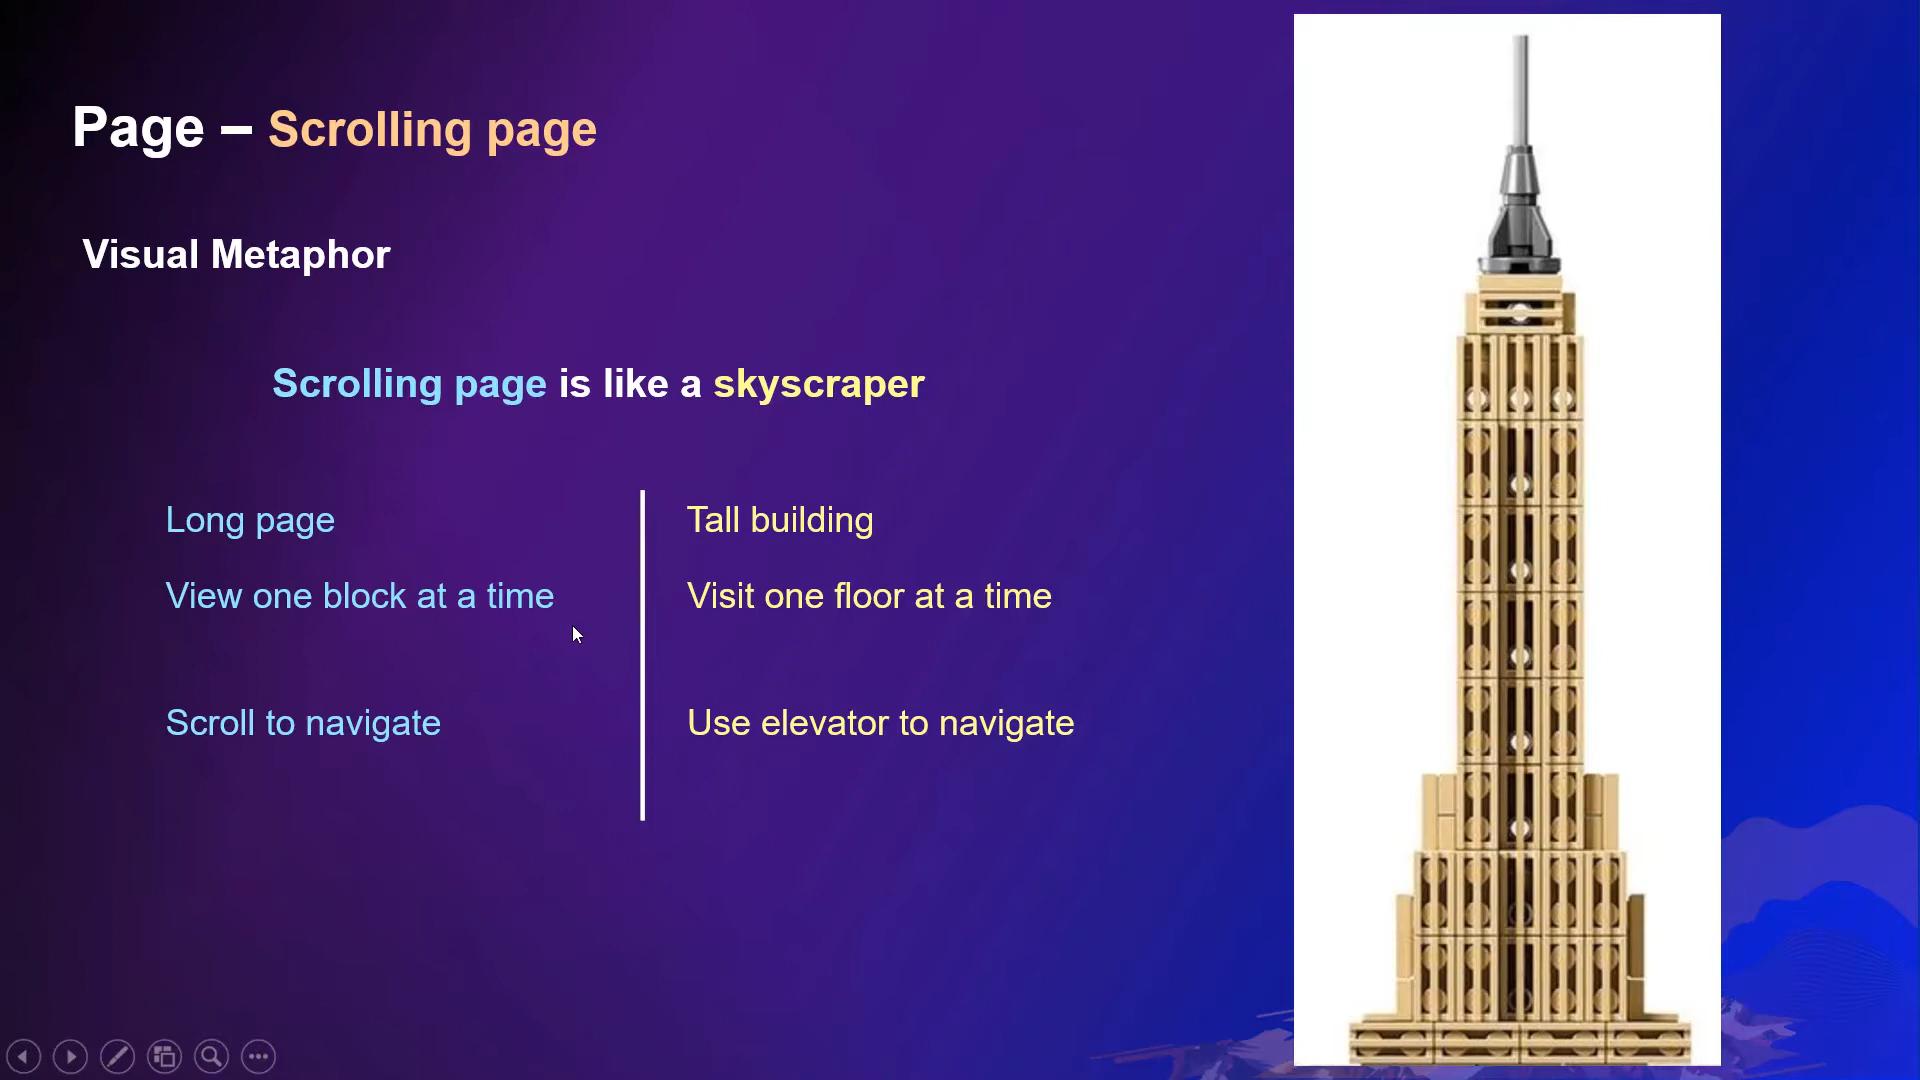 Page – Scrolling page
Visual Metaphor
Scrolling page is like a skyscraper
Long page
Tall building
View one block at a time
Visit one floor at a time
Scroll to navigate
Use elevator to navigate